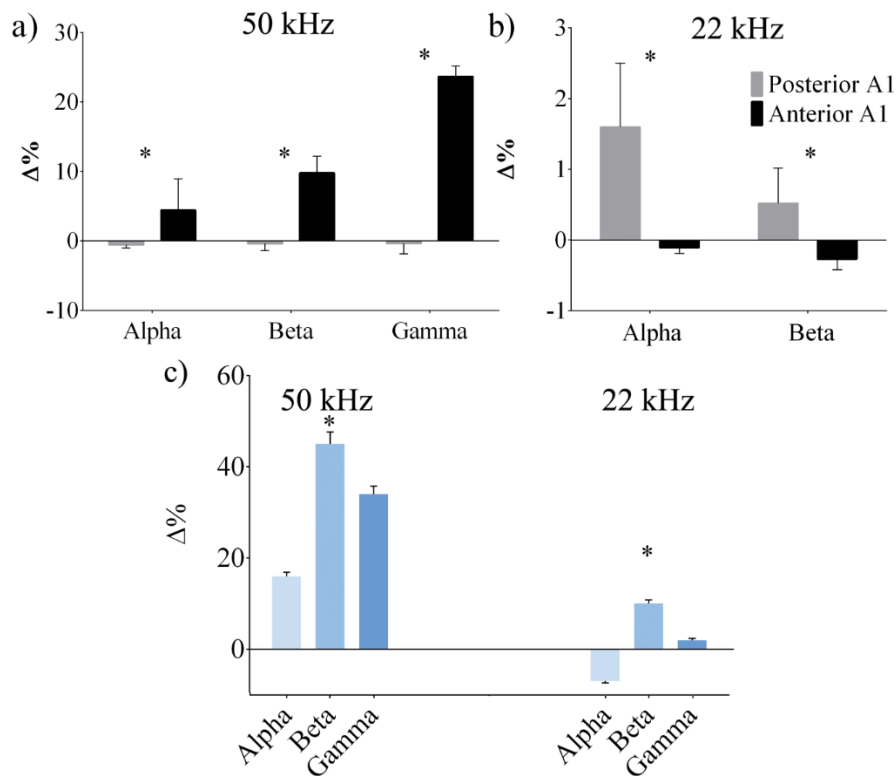 a) 50 kHz
30
20
10
0
-10
Δ%
*
*
*
Alpha Beta Gamma
b) 22 kHz
3
2
1
0
-1
Δ%
*
*
Posterior A1
Anterior A1
Alpha Beta
c)
60
40
20
0
Δ%
50 kHz 22 kHz
*
*
Alpha Beta Gamma Alpha Beta Gamma